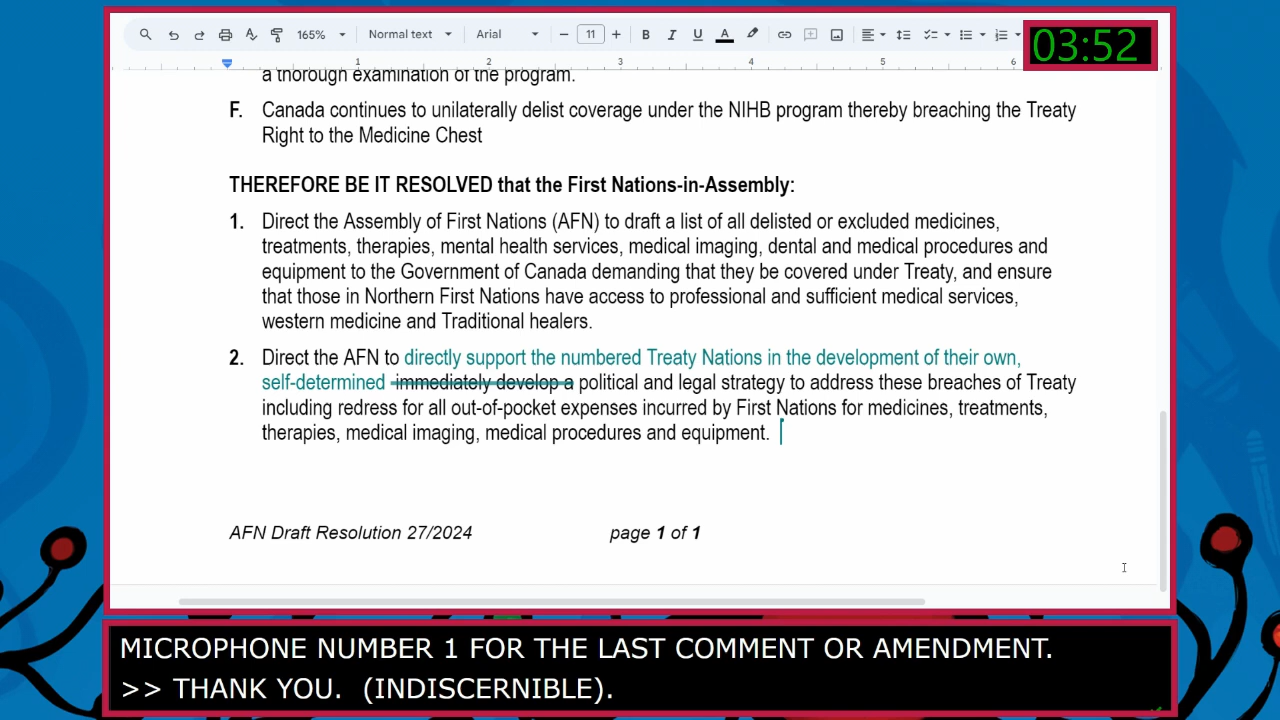 165%
Normal text
Arial
11
B I U A
03:52
1 2 3 4 5 6
a thorough examination of the program.
F. Canada continues to unilaterally delist coverage under the NIHB program thereby breaching the Treaty
Right to the Medicine Chest
THEREFORE BE IT RESOLVED that the First Nations-in-Assembly:
1. Direct the Assembly of First Nations (AFN) to draft a list of all delisted or excluded medicines,
treatments, therapies, mental health services, medical imaging, dental and medical procedures and
equipment to the Government of Canada demanding that they be covered under Treaty, and ensure
that those in Northern First Nations have access to professional and sufficient medical services,
western medicine and Traditional healers.
2. Direct the AFN to directly support the numbered Treaty Nations in the development of their own,
self-determined immediately develop a political and legal strategy to address these breaches of Treaty
including redress for all out-of-pocket expenses incurred by First Nations for medicines, treatments,
therapies, medical imaging, medical procedures and equipment.
AFN Draft Resolution 27/2024 page 1 of 1
MICROPHONE NUMBER 1 FOR THE LAST COMMENT OR AMENDMENT.
>> THANK YOU. (INDISCERNIBLE).